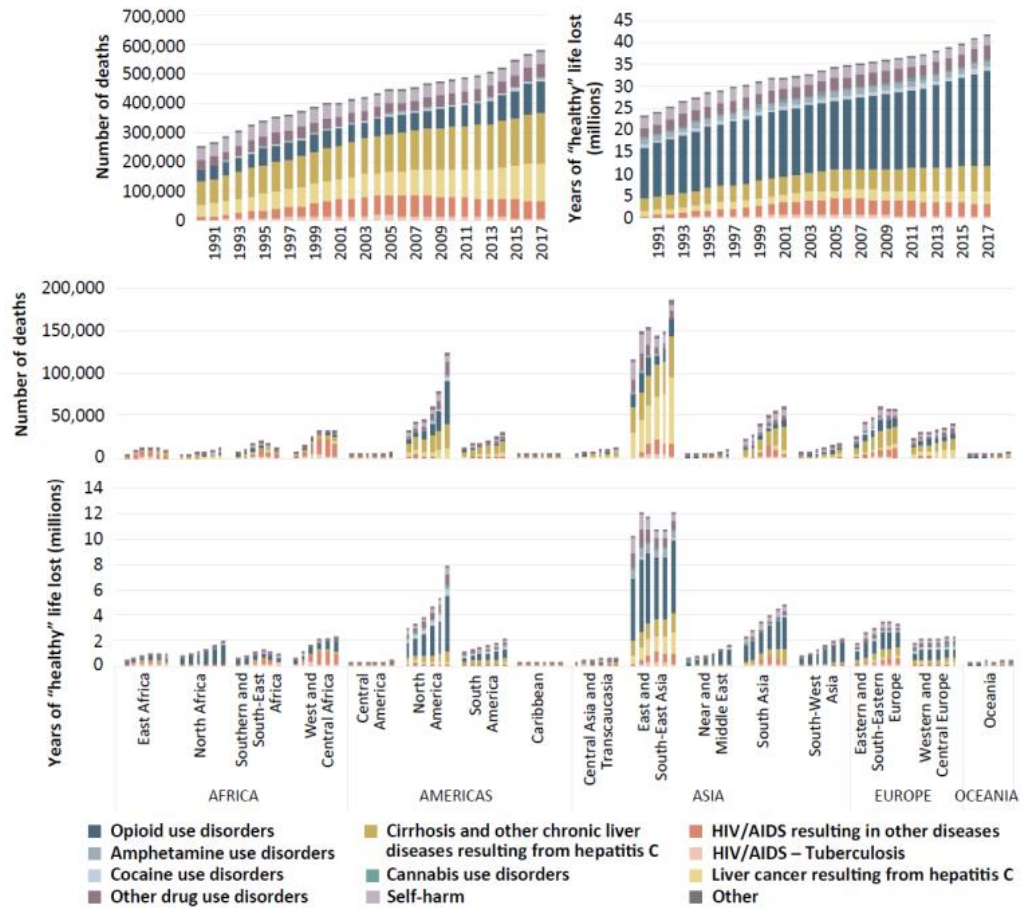 Number of deaths
700,000
600,000
500,000
400,000
300,000
200,000
100,000
0
1991
1993
1995
1997
1999
2001
2003
2005
2007
2009
2011
2013
2015
2017
Years of “healthy” life lost
(millions)
45
40
35
30
25
20
15
10
5
0
1991
1993
1995
1997
1999
2001
2003
2005
2007
2009
2011
2013
2015
2017
Number of deaths
200,000
150,000
100,000
50,000
0
Years of “healthy” life lost (millions)
14
12
10
8
6
4
2
0
East Africa
North Africa
Southern and
South-East
Africa
West and
Central Africa
Central
America
North
America
South
America
Caribbean
Central Asia and
Transcaucasia
East and
South-East Asia
Near and
Middle East
South Asia
South-West
Asia
Eastern and
South-Eastern
Europe
Western and
Central Europe
Oceania
AFRICA
AMERICAS
ASIA
EUROPE
OCEANIA
Opioid use disorders
Amphetamine use disorders
Cocaine use disorders
Other drug use disorders
Cirrhosis and other chronic liver
diseases resulting from hepatitis C
Cannabis use disorders
Self-harm
HIV/AIDS resulting in other diseases
HIV/AIDS – Tuberculosis
Liver cancer resulting from hepatitis C
Other